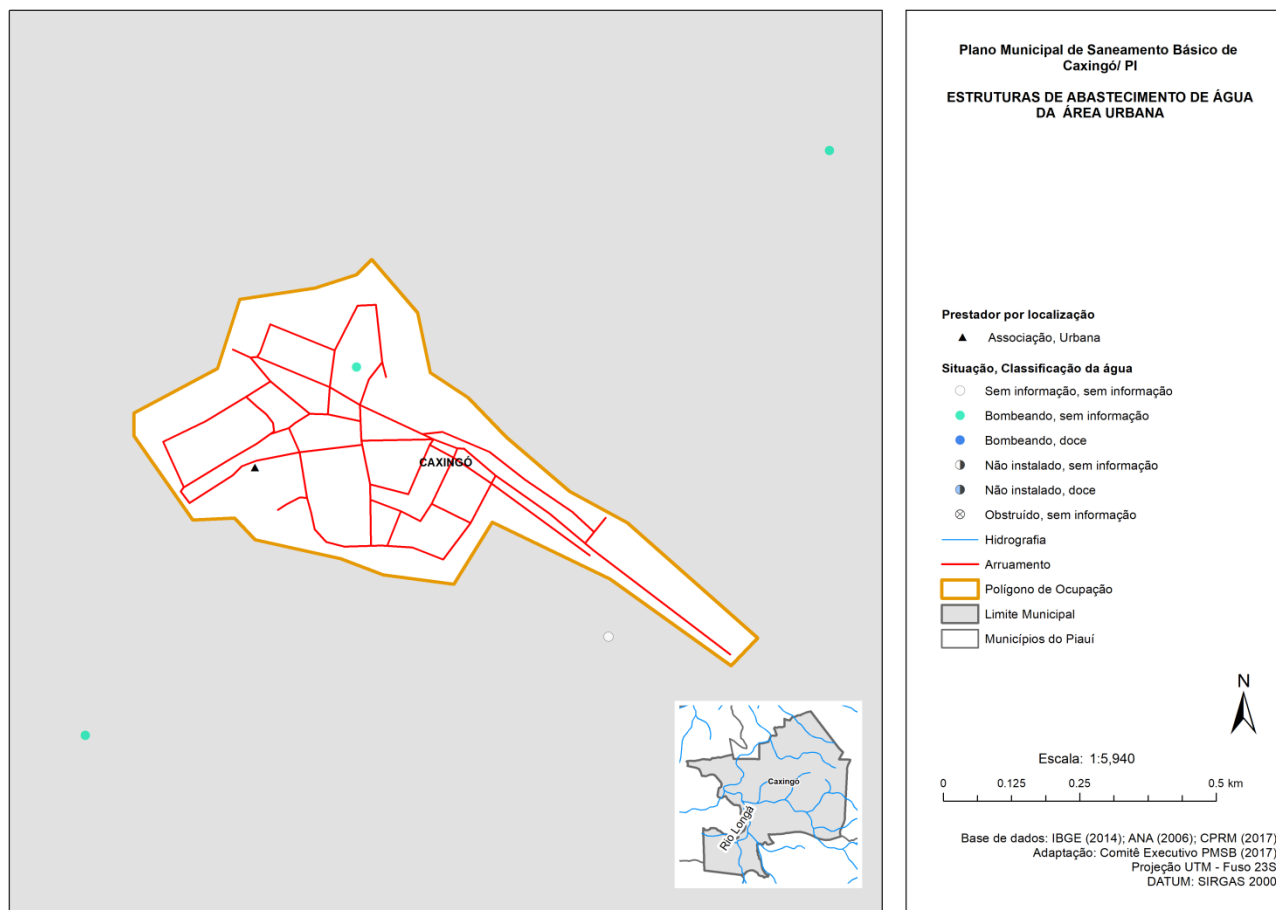 Plano Municipal de Saneamento Básico de
Caxingó/ PI
ESTRUTURAS DE ABASTECIMENTO DE ÁGUA
DA ÁREA URBANA
CAXINGÓ
Caxingó
Rio Longá
Prestador por localização
Associação, Urbana
Situação, Classificação da água
Sem informação, sem informação
Bombeando, sem informação
Bombeando, doce
Não instalado, sem informação
Não instalado, doce
Obstruído, sem informação
Hidrografia
Arruamento
Polígono de Ocupação
Limite Municipal
Municípios do Piauí
N
Escala: 1:5,940
0 0.125 0.25 0.5 km
Base de dados: IBGE (2014); ANA (2006); CPRM (2017)
Adaptação: Comitê Executivo PMSB (2017)
Projeção UTM - Fuso 23S
DATUM: SIRGAS 2000